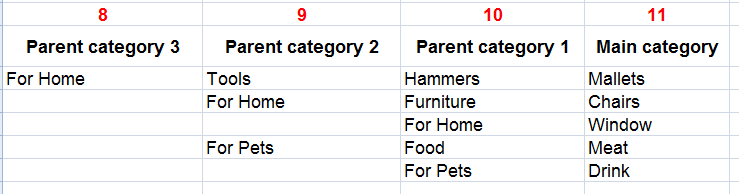 8 9 10 11
Parent category 3 Parent category 2 Parent category 1 Main category
For Home Tools Hammers Mallets
For Home Furniture Chairs
For Home Window
For Pets Food Meat
For Pets Drink